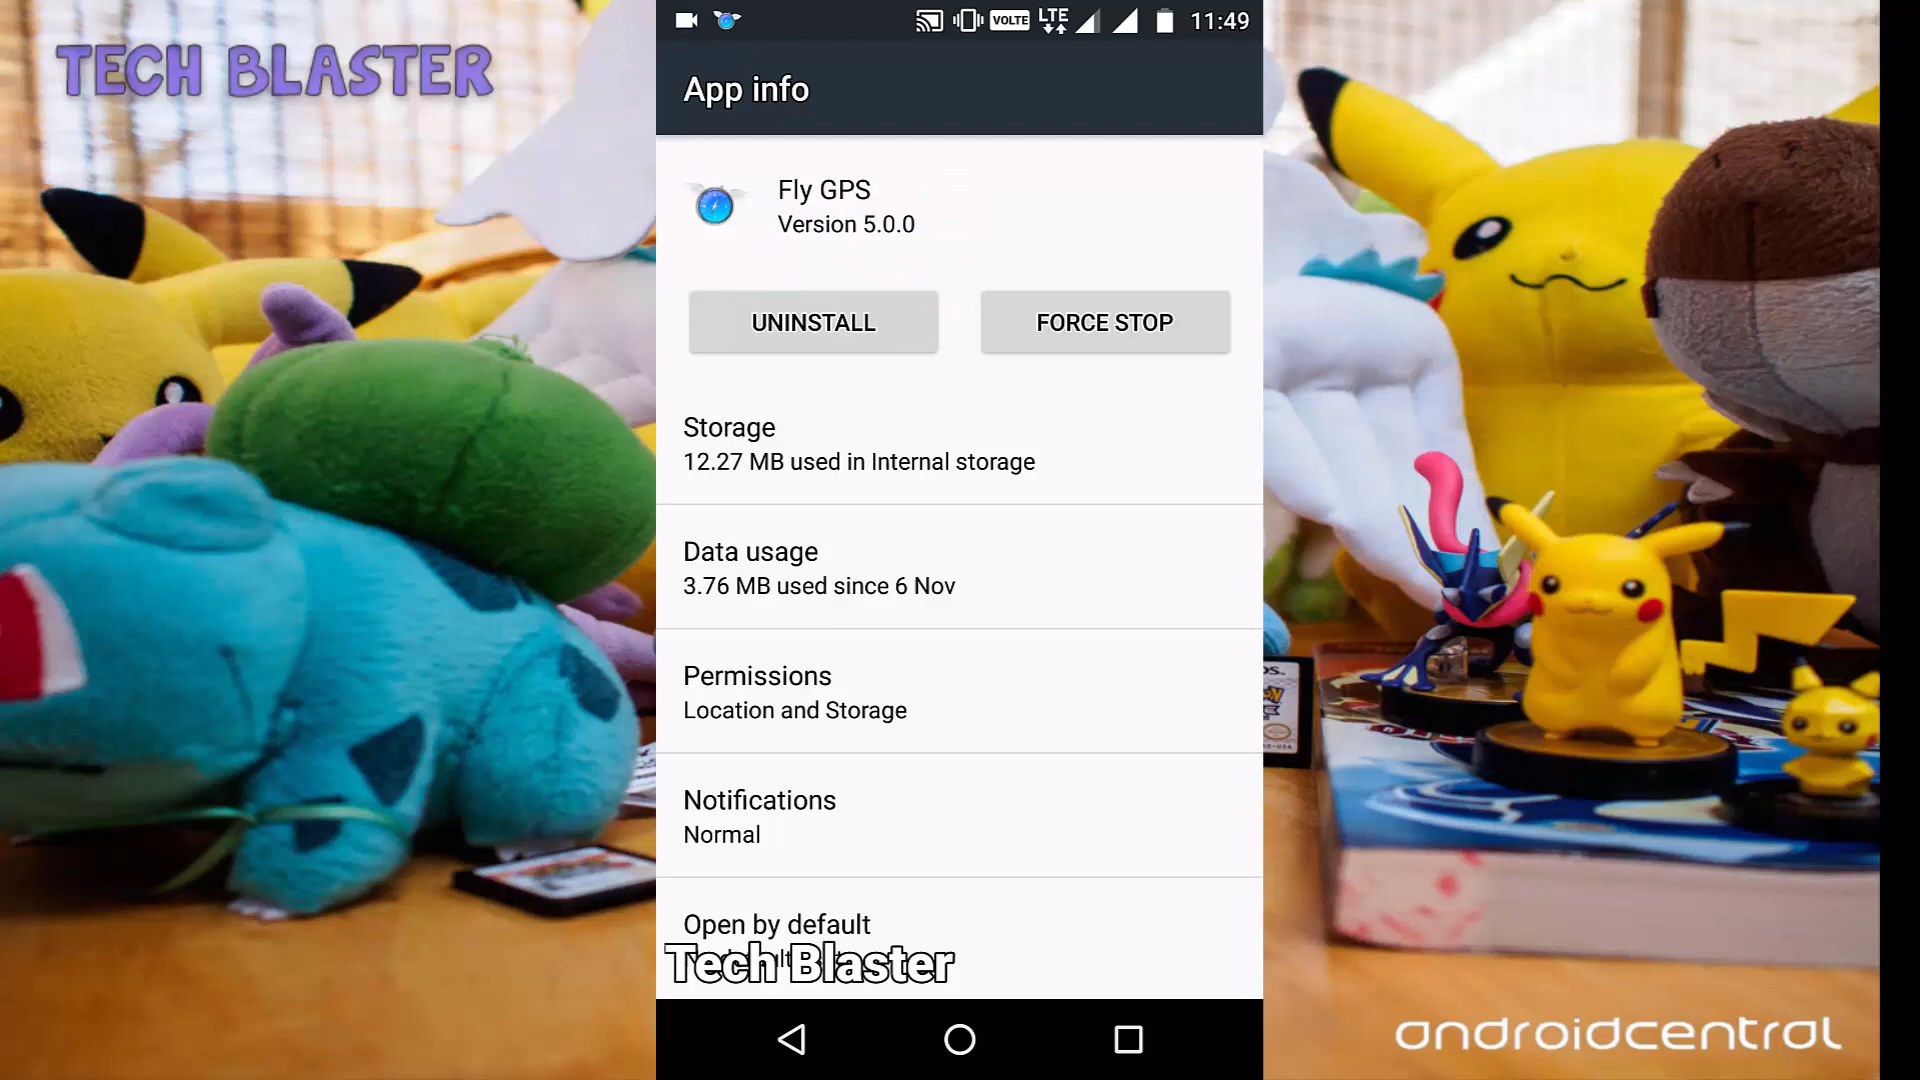 TECH BLASTER
VOLTE
LTE
11:49
App info
Fly GPS
Version 5.0.0
UNINSTALL
FORCE STOP
Storage
12.27 MB used in Internal storage
Data usage
3.76 MB used since 6 Nov
Permissions
Location and Storage
Notifications
Normal
Open by default
Tech Blaster
androidcentral